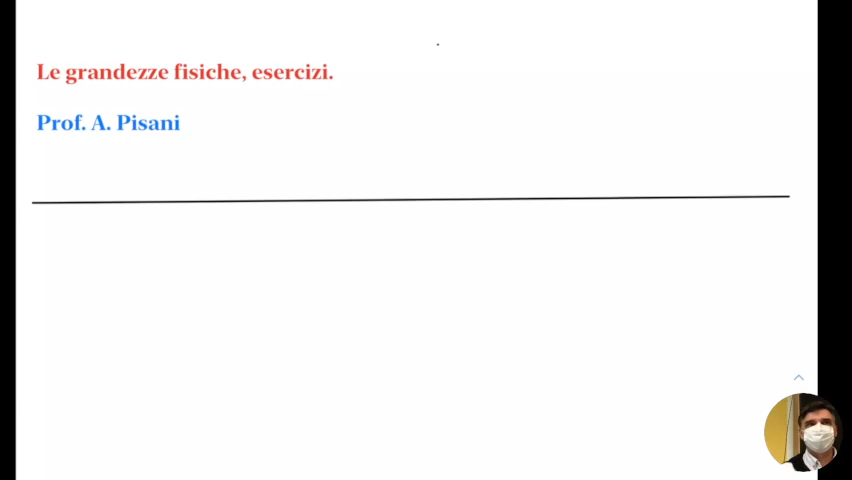 Le grandezze fisiche, esercizi.
Prof. A. Pisani